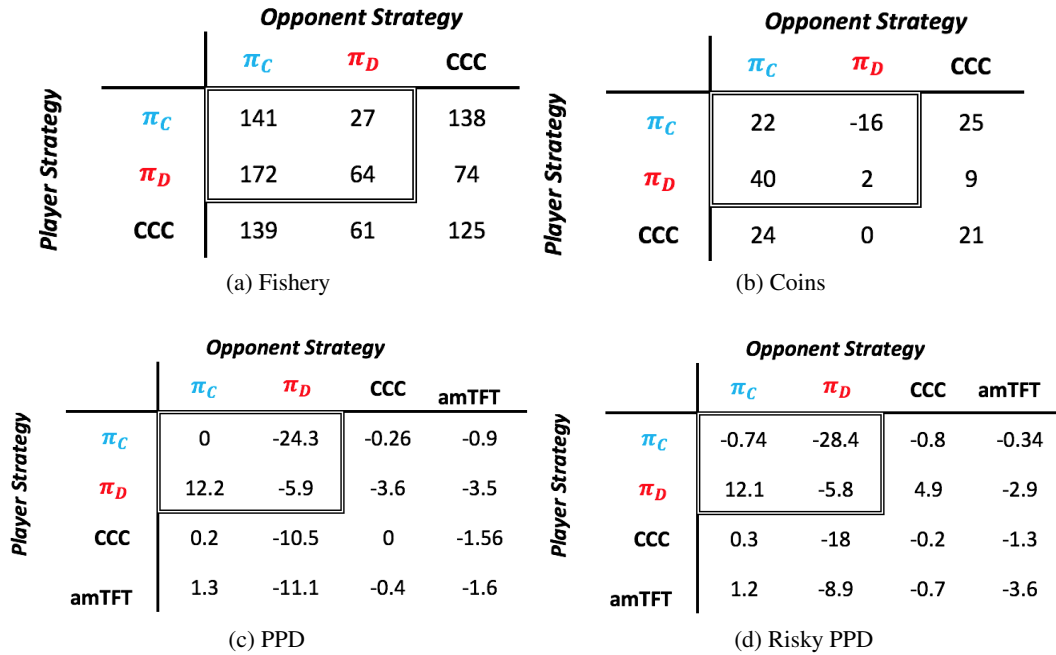 Opponent Strategy
π_C π_D CCC
Player Strategy
π_C 141 27 138
π_D 172 64 74
CCC 139 61 125
(a) Fishery
Opponent Strategy
π_C π_D CCC
Player Strategy
π_C 22 -16 25
π_D 40 2 9
CCC 24 0 21
(b) Coins
Opponent Strategy
π_C π_D CCC amTFT
Player Strategy
π_C 0 -24.3 -0.26 -0.9
π_D 12.2 -5.9 -3.6 -3.5
CCC 0.2 -10.5 0 -1.56
amTFT 1.3 -11.1 -0.4 -1.6
(c) PPD
Opponent Strategy
π_C π_D CCC amTFT
Player Strategy
π_C -0.74 -28.4 -0.8 -0.34
π_D 12.1 -5.8 4.9 -2.9
CCC 0.3 -18 -0.2 -1.3
amTFT 1.2 -8.9 -0.7 -3.6
(d) Risky PPD